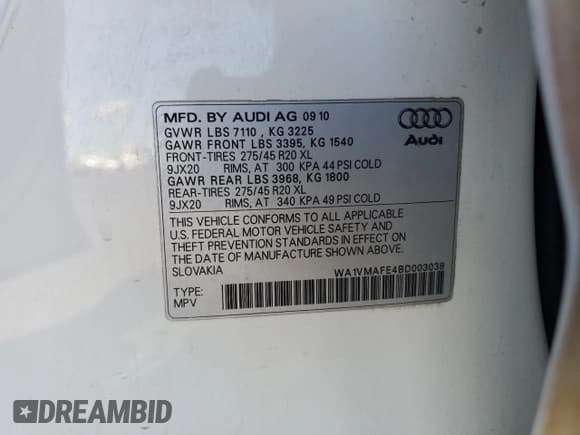 MFD. BY AUDI AG 09 10
GVWR LBS 7110 , KG 3225
GAWR FRONT LBS 3395, KG 1540
FRONT-TIRES 275/45 R20 XL
9JX20 RIMS, AT 300 KPA 44 PSI COLD
GAWR REAR LBS 3968, KG 1800
REAR-TIRES 275/45 R20 XL
9JX20 RIMS, AT 340 KPA 49 PSI COLD
Audi
THIS VEHICLE CONFORMS TO ALL APPLICABLE
U.S. FEDERAL MOTOR VEHICLE SAFETY AND
THEFT PREVENTION STANDARDS IN EFFECT ON
THE DATE OF MANUFACTURE SHOWN ABOVE.
SLOVAKIA
WA1VMAFE4BD003038
TYPE:
MPV
DREAMBID